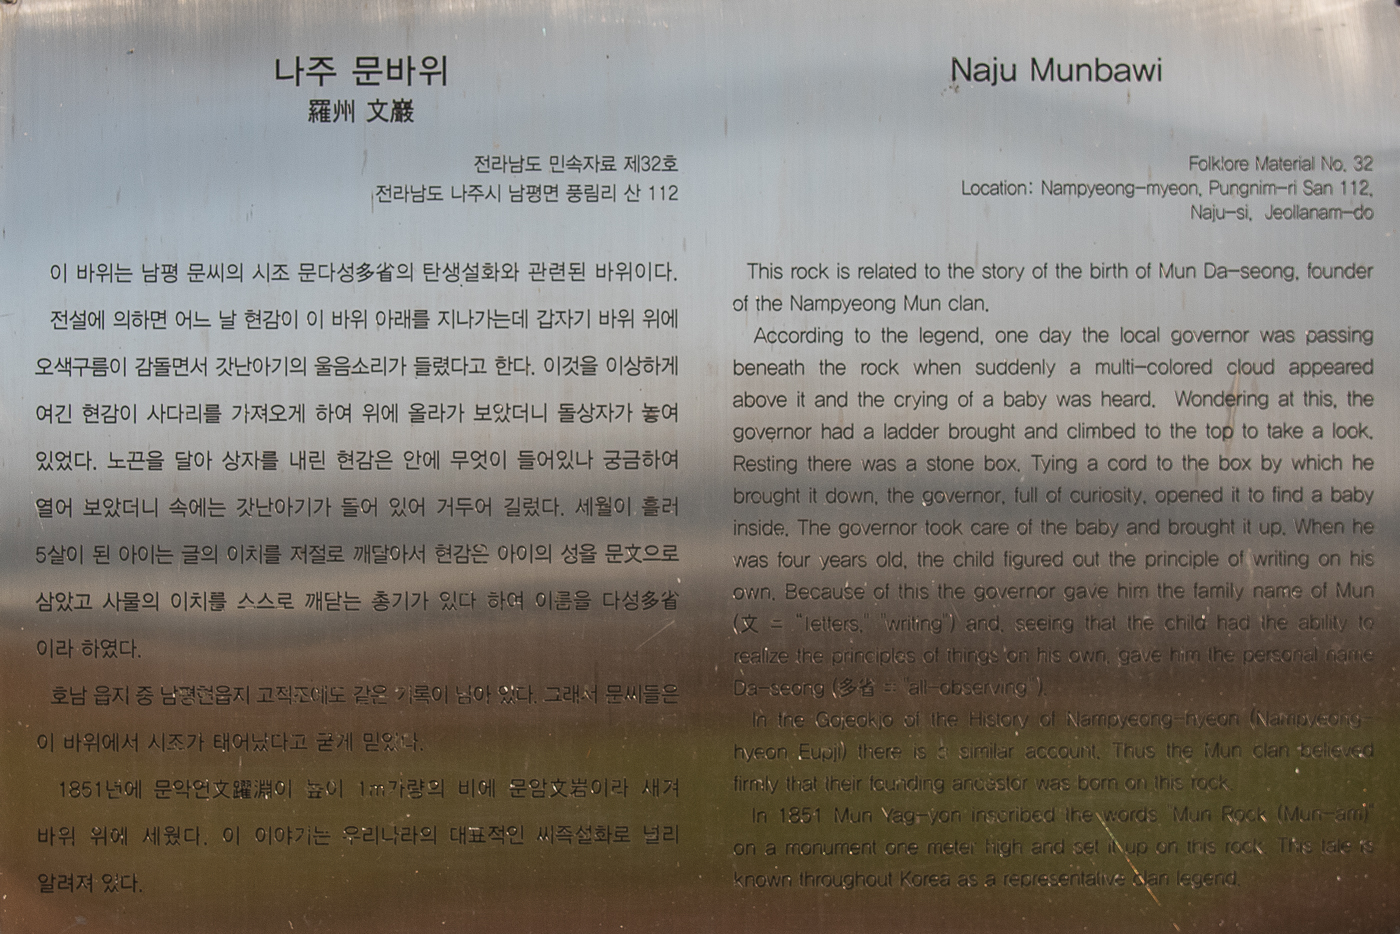 나주 문바위
羅州 文巖
전라남도 민속자료 제32호
전라남도 나주시 남평면 풍림리 산 112
이 바위는 남평 문씨의 시조 문다성多省의 탄생설화와 관련된 바위이다.
전설에 의하면 어느 날 현감이 이 바위 아래를 지나가는데 갑자기 바위 위에
오색구름이 감돌면서 갓난아기의 울음소리가 들렸다고 한다. 이것을 이상하게
여긴 현감이 사다리를 가져오게 하여 위에 올라가 보았더니 돌상자가 놓여
있었다. 노끈을 달아 상자를 내린 현감은 안에 무엇이 들어있나 궁금하여
열어 보았더니 속에는 갓난아기가 들어 있어 거두어 길렀다. 세월이 흘러
5살이 된 아이는 글의 이치를 저절로 깨달아서 현감은 아이의 성을 문文으로
삼았고 사물의 이치를 스스로 깨닫는 총기가 있다 하여 이름을 다성多省
이라 하였다.
호남 읍지 중 남평현읍지 고적조에도 같은 기록이 남아 있다. 그래서 문씨들은
이 바위에서 시조가 태어났다고 굳게 믿었다.
1851년에 문악연文躍淵이 높이 1m가량의 비에 문암文岩이라 새겨
바위 위에 세웠다. 이 이야기는 우리나라의 대표적인 씨족설화로 널리
알려져 있다.
Naju Munbawi
Folklore Material No. 32
Location: Nampyeong-myeon, Pungnim-ri San 112,
Naju-si, Jeollanam-do
This rock is related to the story of the birth of Mun Da-seong, founder
of the Nampyeong Mun clan.
According to the legend, one day the local governor was passing
beneath the rock when suddenly a multi-colored cloud appeared
above it and the crying of a baby was heard. Wondering at this, the
governor had a ladder brought and climbed to the top to take a look.
Resting there was a stone box. Tying a cord to the box by which he
brought it down, the governor, full of curiosity, opened it to find a baby
inside. The governor took care of the baby and brought it up. When he
was four years old, the child figured out the principle of writing on his
own. Because of this the governor gave him the family name of Mun
(文 = "letters," "writing") and, seeing that the child had the ability to
realize the principles of things on his own, gave him the personal name
Da-seong (多省 = "all-observing").
In the Gojeokjo of the History of Nampyeong-hyeon (Nampyeong-
hyeon Eupji) there is a similar account. Thus the Mun clan believed
firmly that their founding ancestor was born on this rock.
In 1851 Mun Yag-yon inscribed the words, Mun Rock (Mun-am)"
on a monument one meter high and set it up on this rock. This tale is
known throughout Korea as a representative clan legend.